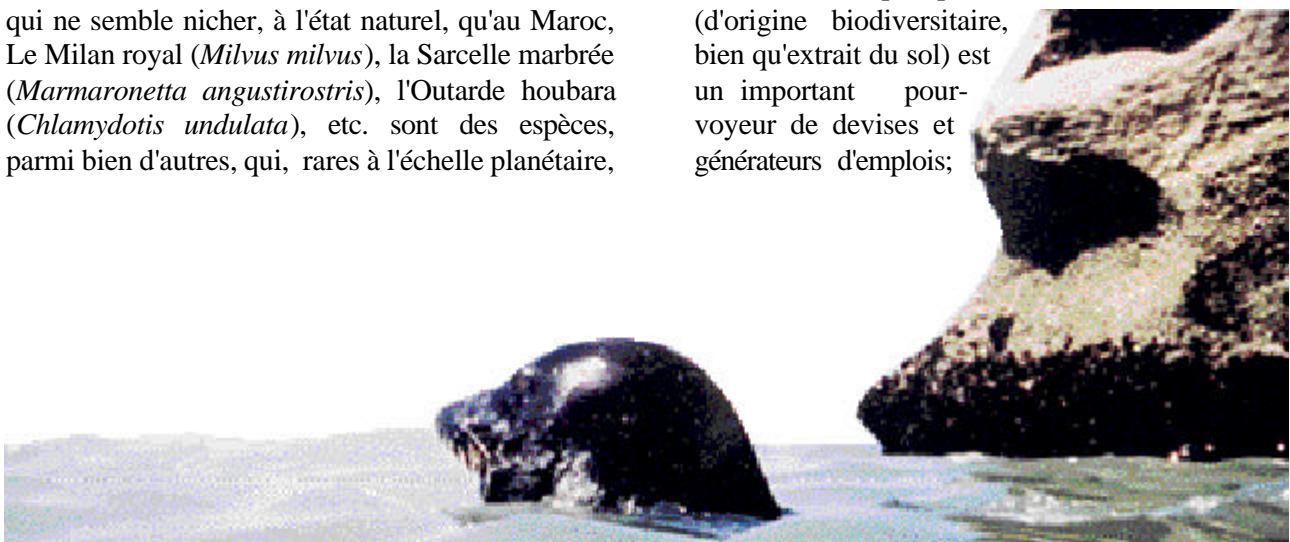 qui ne semble nicher, à l'état naturel, qu'au Maroc,
Le Milan royal (Milvus milvus), la Sarcelle marbrée
(Marmaronetta angustirostris), l'Outarde houbara
(Chlamydotis undulata), etc. sont des espèces,
parmi bien d'autres, qui, rares à l'échelle planétaire,
(d'origine biodiversitaire,
bien qu'extrait du sol) est
un important pour-
voyeur de devises et
générateurs d'emplois;